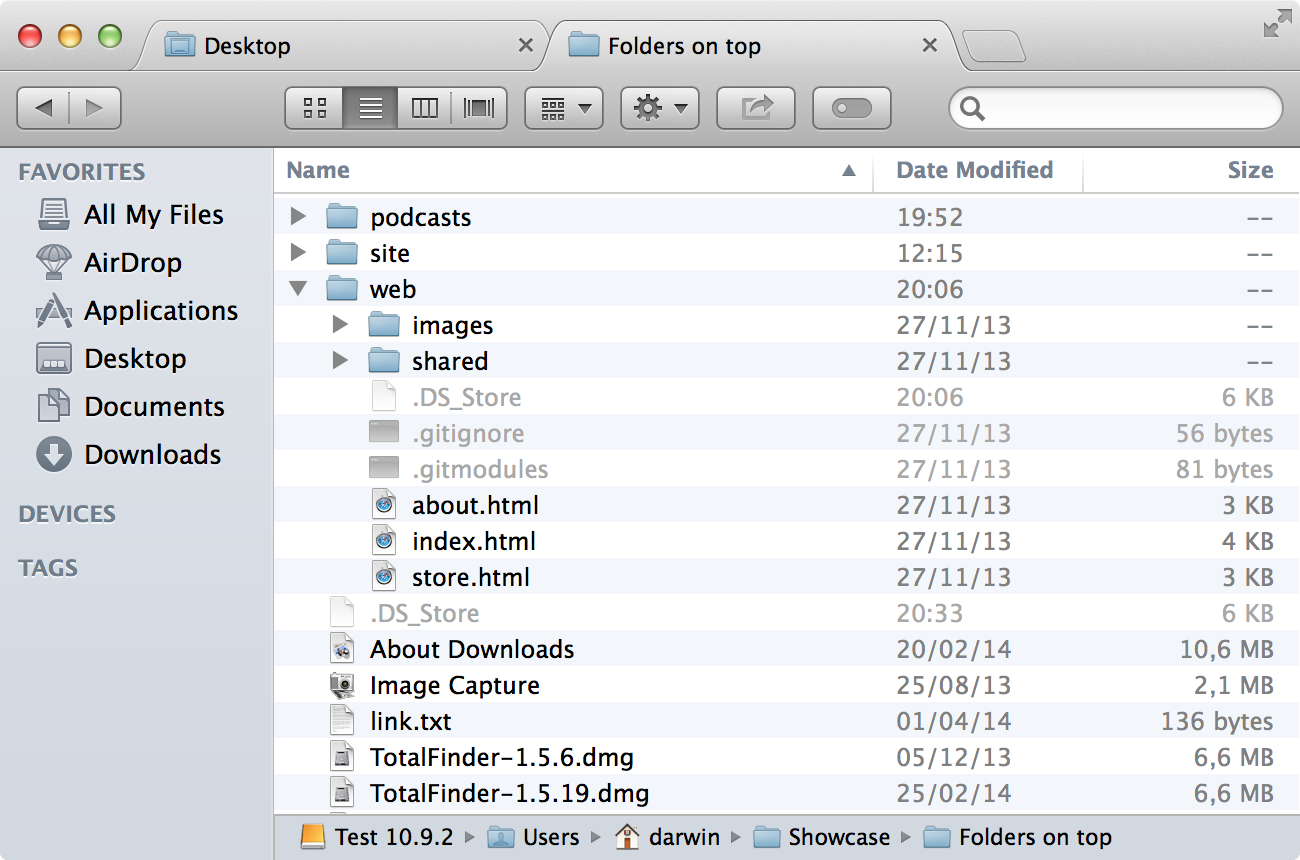 Desktop Folders on top
FAVORITES
All My Files
AirDrop
Applications
Desktop
Documents
Downloads
DEVICES
TAGS
Name Date Modified Size
podcasts 19:52 --
site 12:15 --
web 20:06 --
images 27/11/13 --
shared 27/11/13 --
.DS_Store 20:06 6 KB
.gitignore 27/11/13 56 bytes
.gitmodules 27/11/13 81 bytes
about.html 27/11/13 3 KB
index.html 27/11/13 4 KB
store.html 27/11/13 3 KB
.DS_Store 20:33 6 KB
About Downloads 20/02/14 10,6 MB
Image Capture 25/08/13 2,1 MB
link.txt 01/04/14 136 bytes
TotalFinder-1.5.6.dmg 05/12/13 6,6 MB
TotalFinder-1.5.19.dmg 25/02/14 6,6 MB
Test 10.9.2 Users darwin Showcase Folders on top